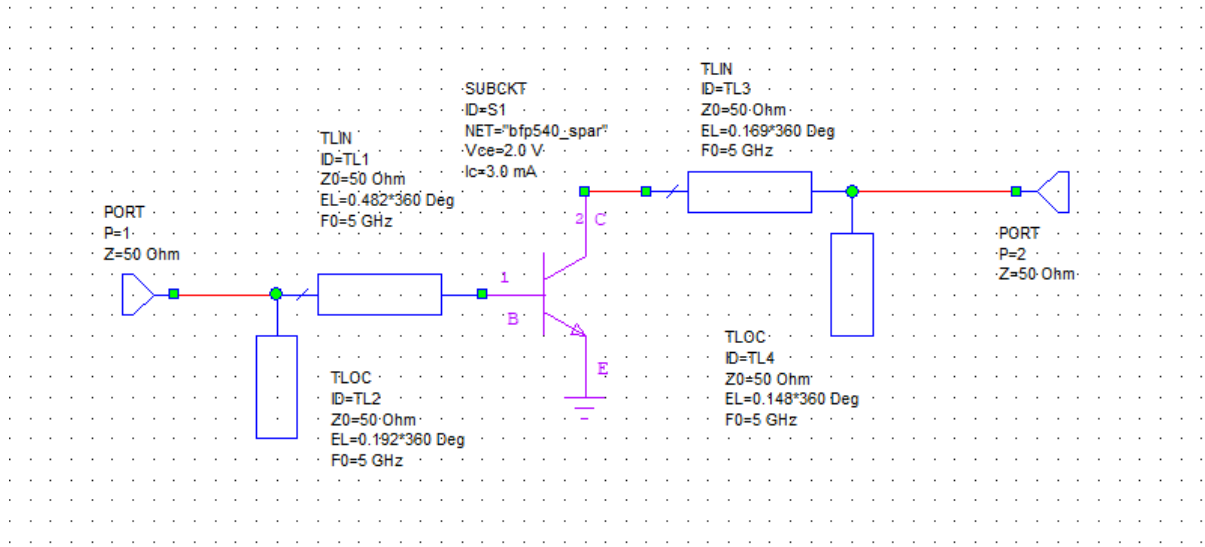 PORT
P=1
Z=50 Ohm
TLIN
ID=TL1
Z0=50 Ohm
EL=0.482*360 Deg
F0=5 GHz
TLOC
ID=TL2
Z0=50 Ohm
EL=0.192*360 Deg
F0=5 GHz
SUBCKT
ID=S1
NET="bfp540_spar"
Vce=2.0 V
Ic=3.0 mA
1
B
2 C
E
TLIN
ID=TL3
Z0=50 Ohm
EL=0.169*360 Deg
F0=5 GHz
TLOC
ID=TL4
Z0=50 Ohm
EL=0.148*360 Deg
F0=5 GHz
PORT
P=2
Z=50 Ohm